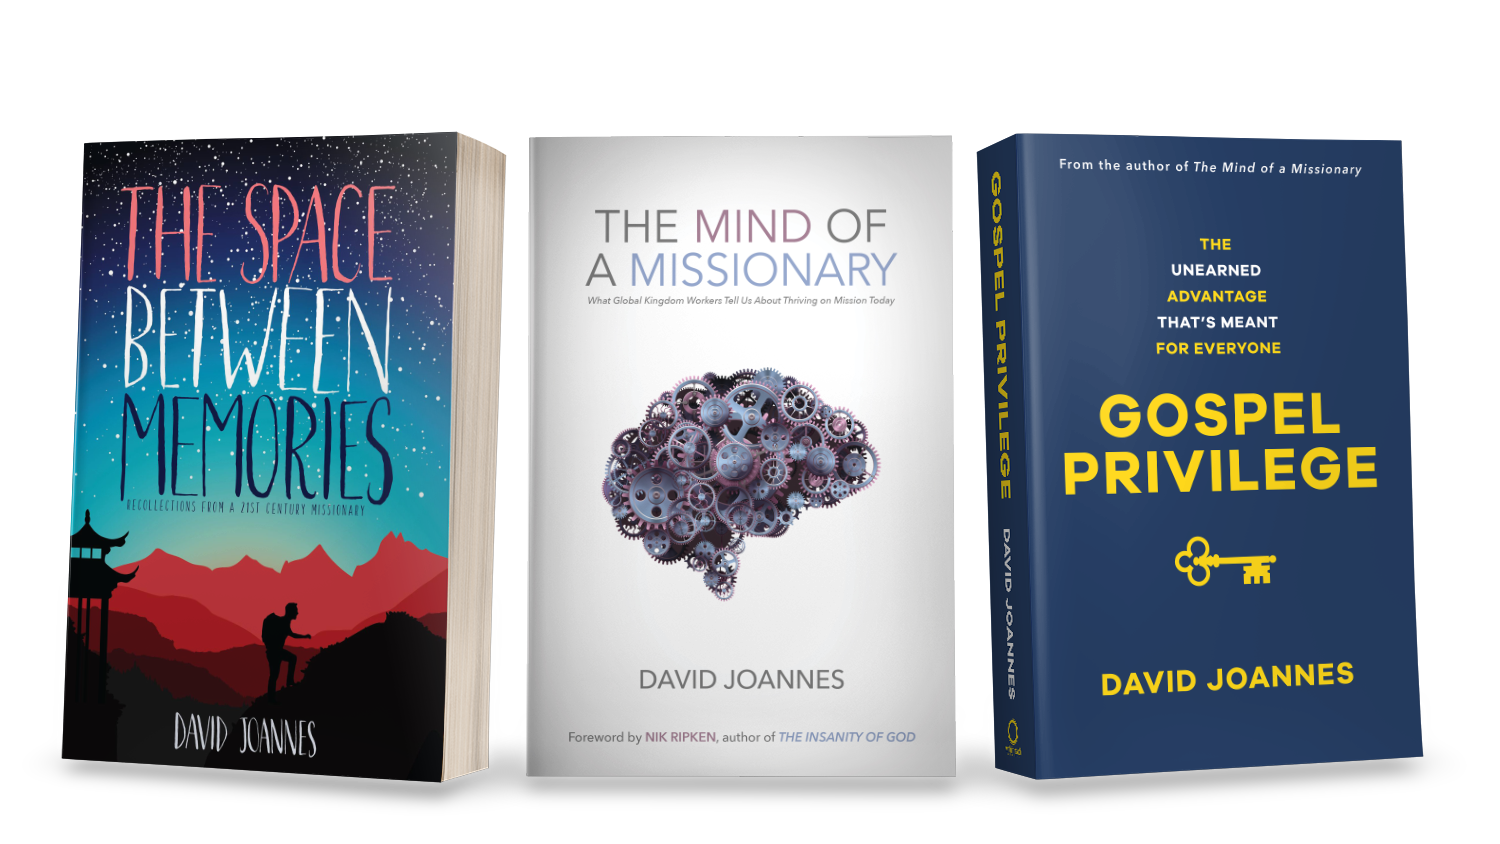 THE SPACE
BETWEEN
MEMORIES
RECOLLECTIONS FROM A 21ST CENTURY MISSIONARY
DAVID JOANNES
THE MIND OF
A MISSIONARY
What Global Kingdom Workers Tell Us About Thriving on Mission Today
DAVID JOANNES
Foreword by NIK RIPKEN, author of THE INSANITY OF GOD
GOSPEL PRIVILEGE DAVID JOANNES
From the author of The Mind of a Missionary
THE
UNEARNED
ADVANTAGE
THAT'S MEANT
FOR EVERYONE
GOSPEL
PRIVILEGE
DAVID JOANNES